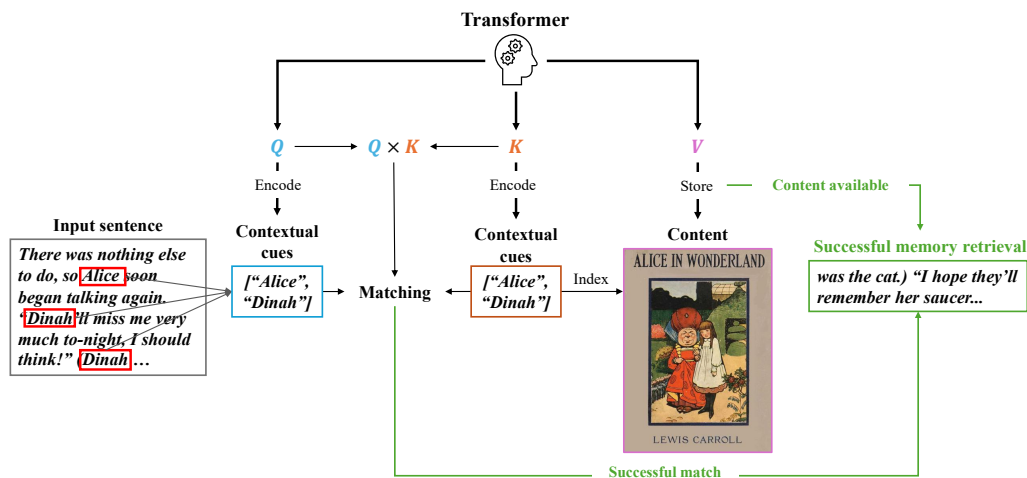 Transformer
Q
Q × K
K
V
Encode
Encode
Store
Content available
Input sentence
Contextual
cues
Contextual
cues
Content
Successful memory retrieval
There was nothing else
to do, so Alice soon
began talking again.
“Dinah’ll miss me very
much to-night, I should
think!” (Dinah …
[“Alice”,
“Dinah”]
Matching
[“Alice”,
“Dinah”]
Index
ALICE IN WONDERLAND
LEWIS CARROLL
was the cat.) “I hope they’ll
remember her saucer...
Successful match